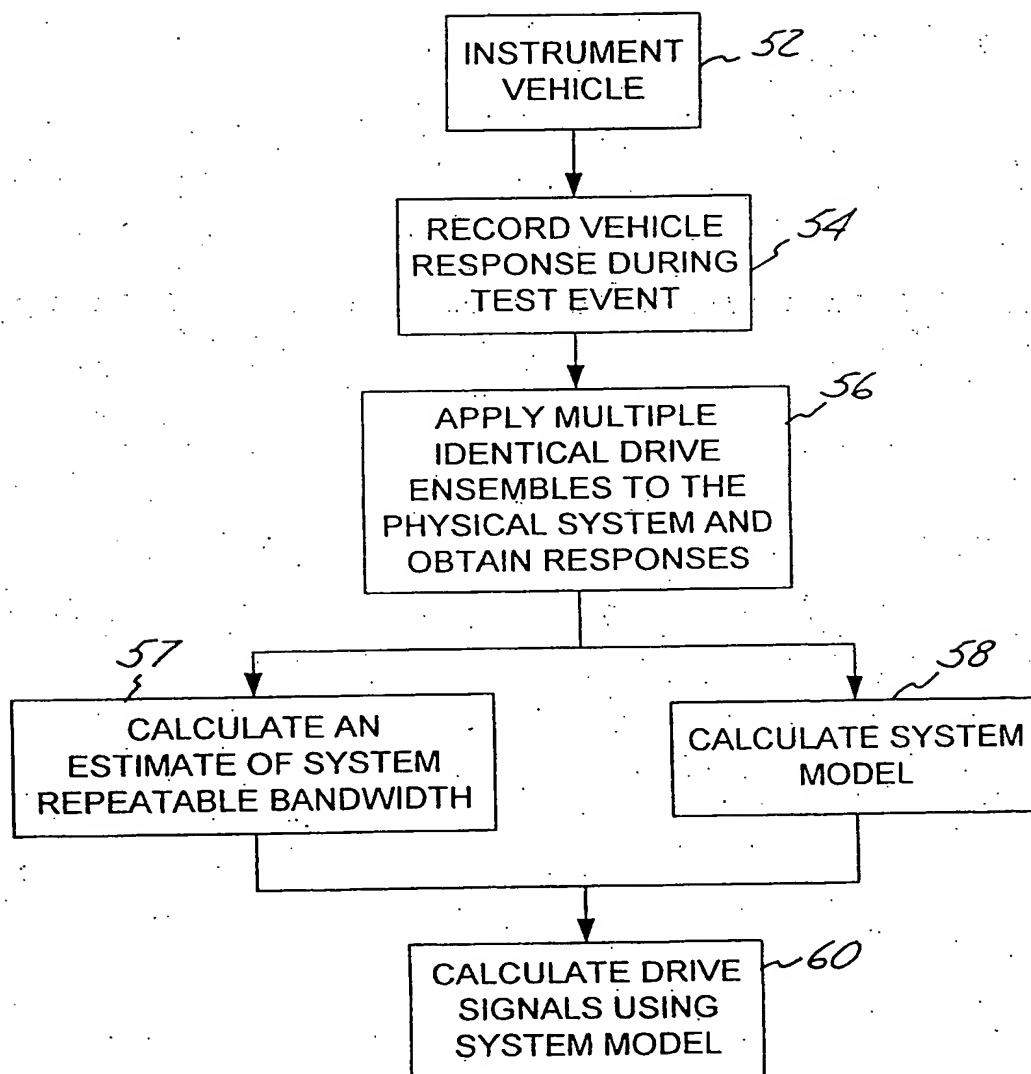 INSTRUMENT
VEHICLE
52
RECORD VEHICLE
RESPONSE DURING
TEST EVENT
54
APPLY MULTIPLE
IDENTICAL DRIVE
ENSEMBLES TO THE
PHYSICAL SYSTEM AND
OBTAIN RESPONSES
56
57
CALCULATE AN
ESTIMATE OF SYSTEM
REPEATABLE BANDWIDTH
58
CALCULATE SYSTEM
MODEL
60
CALCULATE DRIVE
SIGNALS USING
SYSTEM MODEL